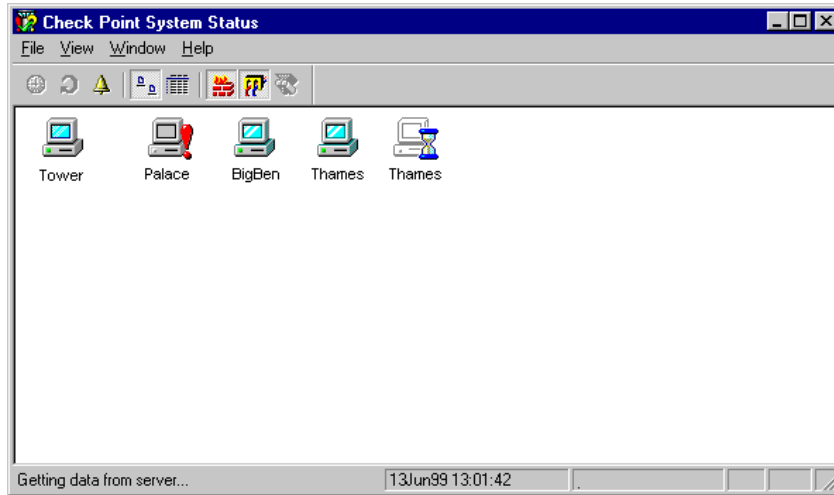 Check Point System Status
File View Window Help
Tower Palace BigBen Thames Thames
Getting data from server... 13Jun99 13:01:42 .